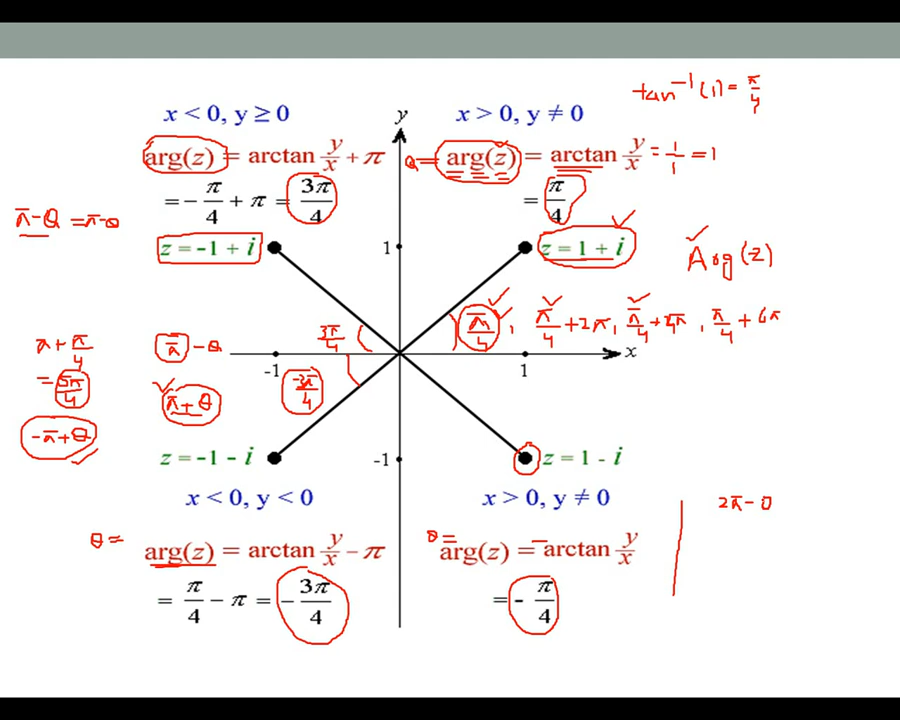 tan⁻¹(1) = π/4
x < 0, y ≥ 0
y
x > 0, y ≠ 0
arg(z) = arctan y/x + π
θ = arg(z) = arctan y/x = 1/1 = 1
= -π/4 + π = 3π/4
= π/4
π-θ = π-θ
z = -1 + i
1
z = 1 + i
Arg(z)
3π/4
π/4, π/4 + 2π, π/4 + 4π, π/4 + 6π
π + π/4
π - θ
x
-1
1
= 5π/4
π + θ
-3π/4
-π + θ
z = -1 - i
-1
z = 1 - i
x < 0, y < 0
x > 0, y ≠ 0
2π - θ
θ =
θ =
arg(z) = arctan y/x - π
arg(z) = -arctan y/x
= π/4 - π = -3π/4
= -π/4